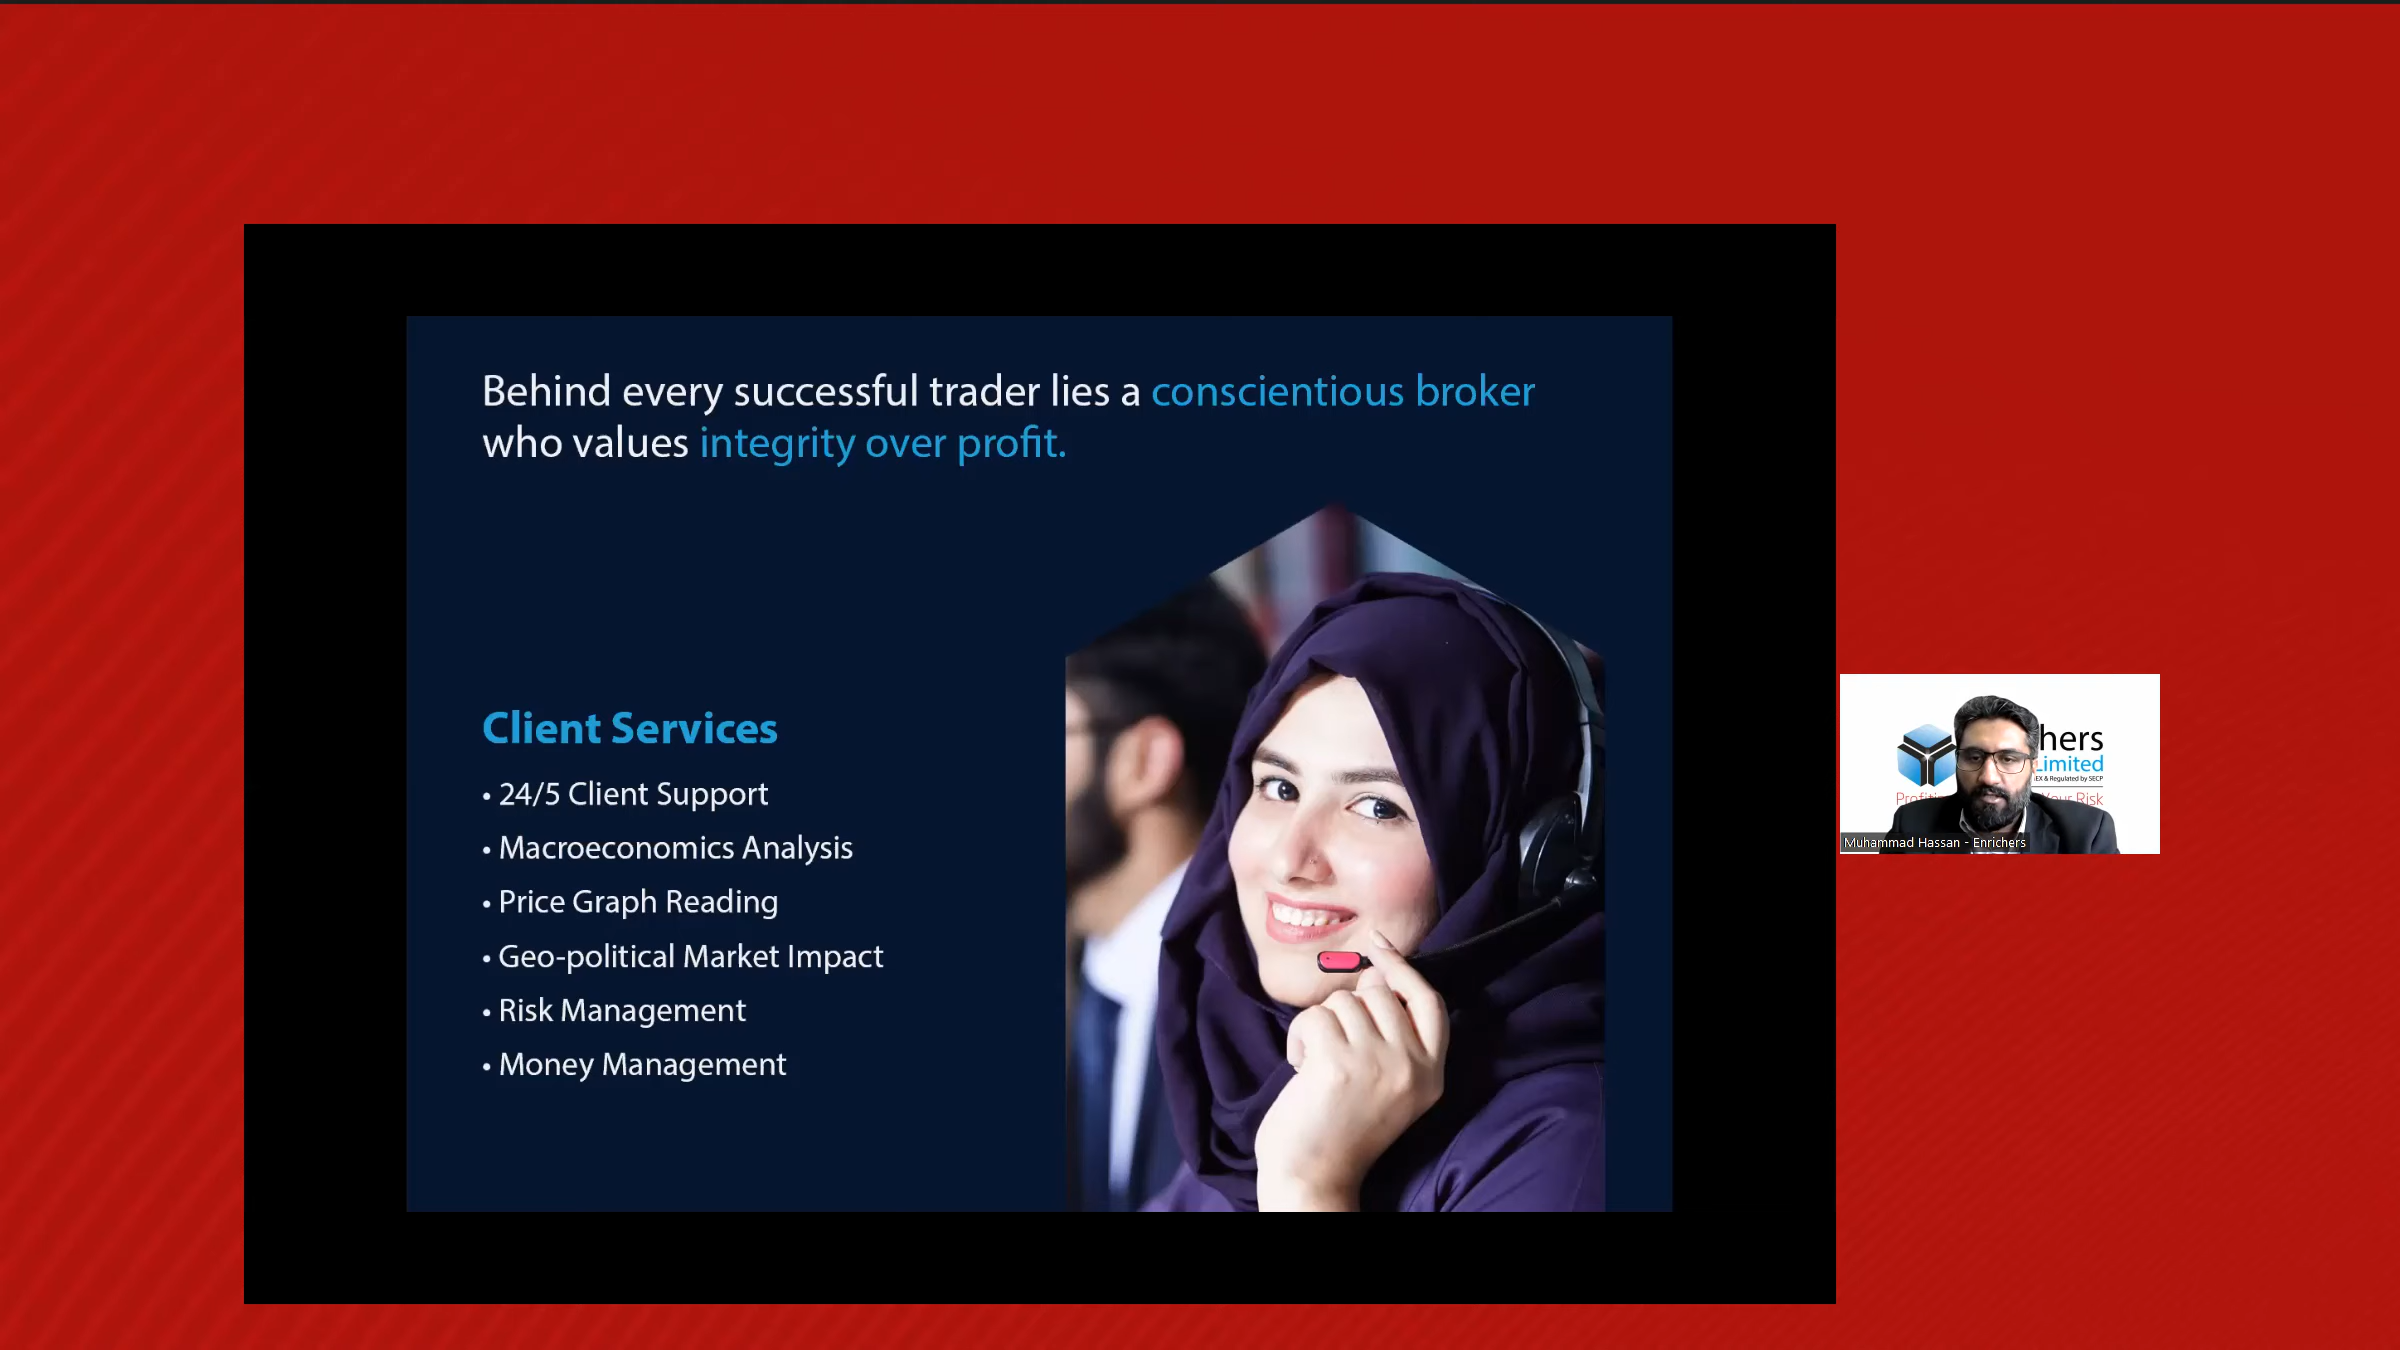 Behind every successful trader lies a conscientious broker
who values integrity over profit.
Client Services
• 24/5 Client Support
• Macroeconomics Analysis
• Price Graph Reading
• Geo-political Market Impact
• Risk Management
• Money Management
hers
Limited
EX & Regulated by SECP
Your Risk
Muhammad Hassan - Enrichers